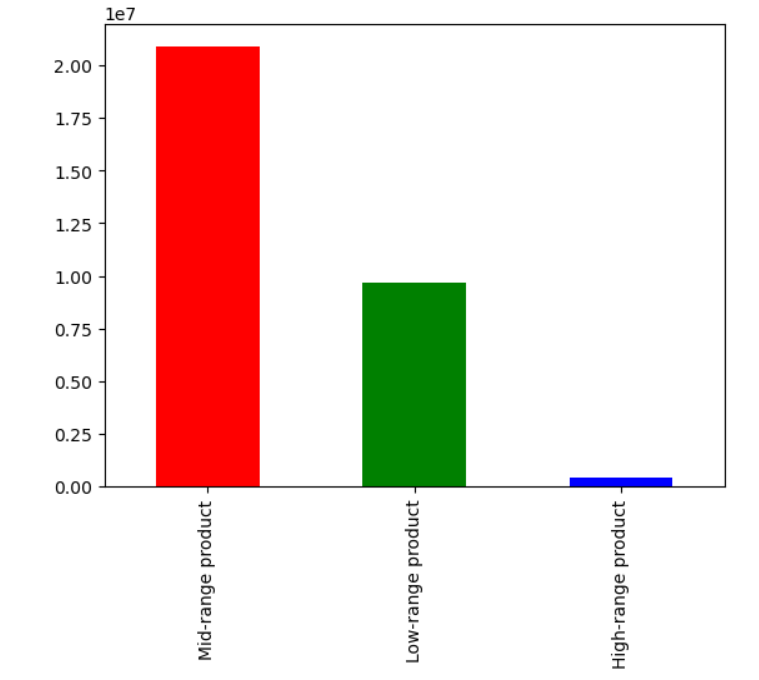 1e7
2.00
1.75
1.50
1.25
1.00
0.75
0.50
0.25
0.00
Mid-range product
Low-range product
High-range product